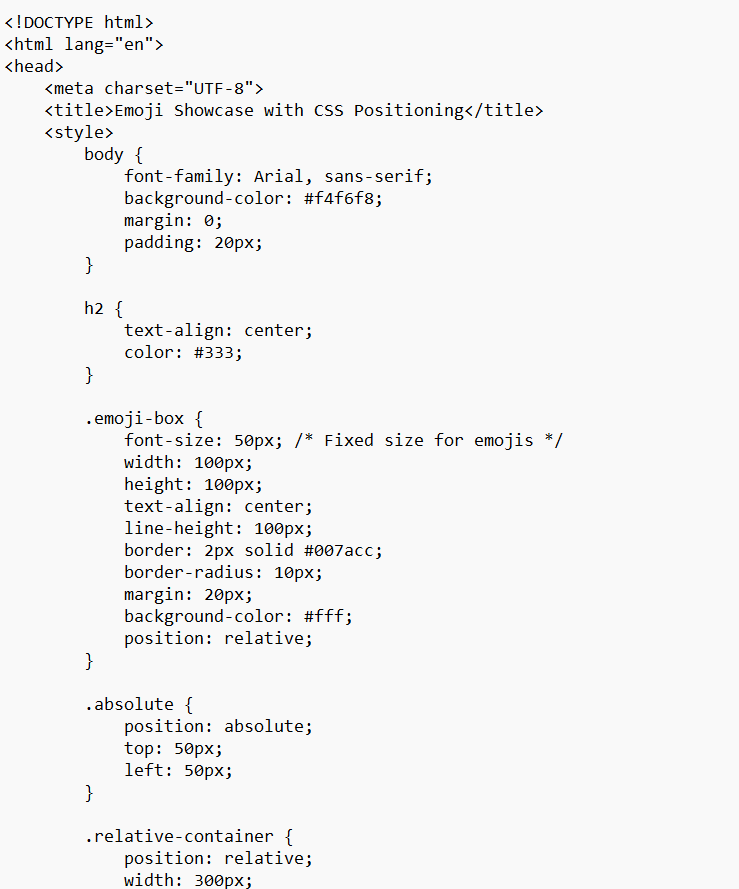 <!DOCTYPE html>
<html lang="en">
<head>
    <meta charset="UTF-8">
    <title>Emoji Showcase with CSS Positioning</title>
    <style>
        body {
            font-family: Arial, sans-serif;
            background-color: #f4f6f8;
            margin: 0;
            padding: 20px;
        }

        h2 {
            text-align: center;
            color: #333;
        }

        .emoji-box {
            font-size: 50px; /* Fixed size for emojis */
            width: 100px;
            height: 100px;
            text-align: center;
            line-height: 100px;
            border: 2px solid #007acc;
            border-radius: 10px;
            margin: 20px;
            background-color: #fff;
            position: relative;
        }

        .absolute {
            position: absolute;
            top: 50px;
            left: 50px;
        }

        .relative-container {
            position: relative;
            width: 300px;